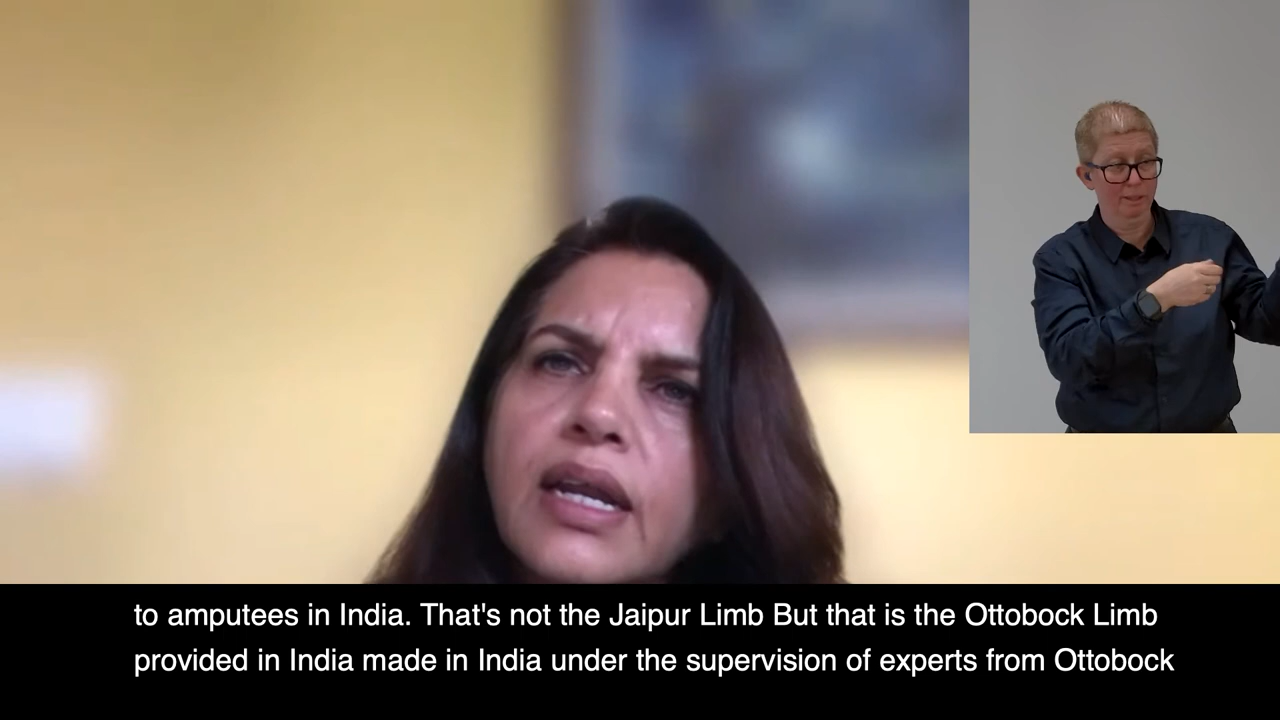 to amputees in India. That's not the Jaipur Limb But that is the Ottobock Limb
provided in India made in India under the supervision of experts from Ottobock